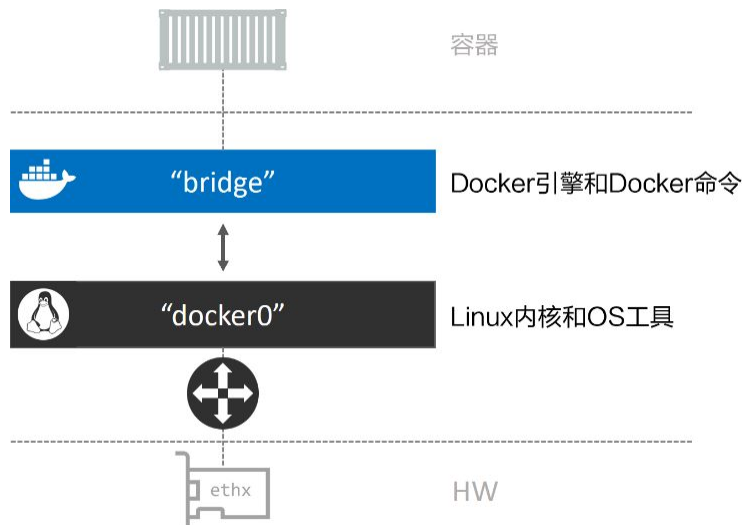 容器
“bridge”
Docker引擎和Docker命令
“docker0”
Linux内核和OS工具
ethx
HW